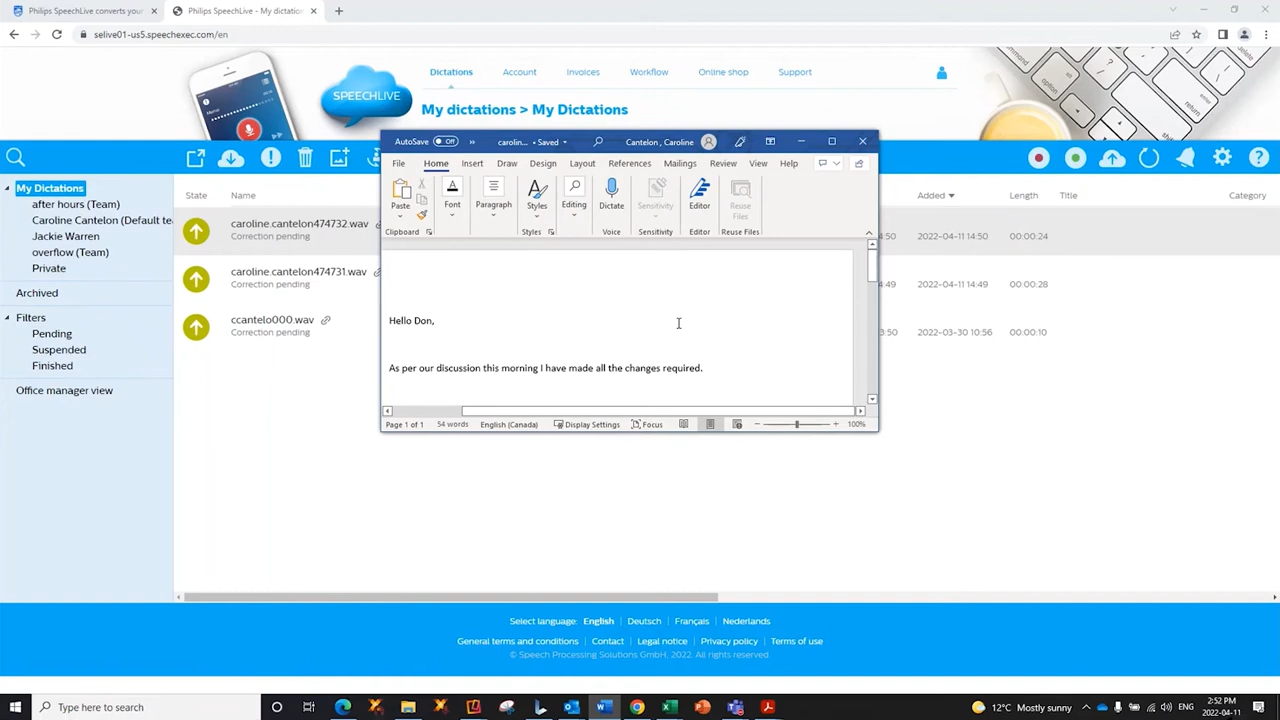 Philips SpeechLive converts your
Philips SpeechLive - My dictation
selive01-us5.speechexec.com/en
SPEECHLIVE
Dictations Account Invoices Workflow Online shop Support
My dictations > My Dictations
AutoSave Off carolin... • Saved Cantelon , Caroline
File Home Insert Draw Design Layout References Mailings Review View Help
Paste Font Paragraph Styles Editing Dictate Sensitivity Editor Reuse Files
Clipboard Styles Voice Sensitivity Editor Reuse Files
Hello Don,
As per our discussion this morning I have made all the changes required.
Page 1 of 1 54 words English (Canada) Display Settings Focus 100%
My Dictations
after hours (Team)
Caroline Cantelon (Default te
Jackie Warren
overflow (Team)
Private
Archived
Filters
Pending
Suspended
Finished
Office manager view
State Name Added Length Title Category
caroline.cantelon474732.wav 14:50 2022-04-11 14:50 00:00:24
Correction pending
caroline.cantelon474731.wav 14:49 2022-04-11 14:49 00:00:28
Correction pending
ccantelo000.wav 3:50 2022-03-30 10:56 00:00:10
Correction pending
Select language: English Deutsch Français Nederlands
General terms and conditions Contact Legal notice Privacy policy Terms of use
© Speech Processing Solutions GmbH, 2022. All rights reserved.
Type here to search
12°C Mostly sunny ENG 2:52 PM
2022-04-11